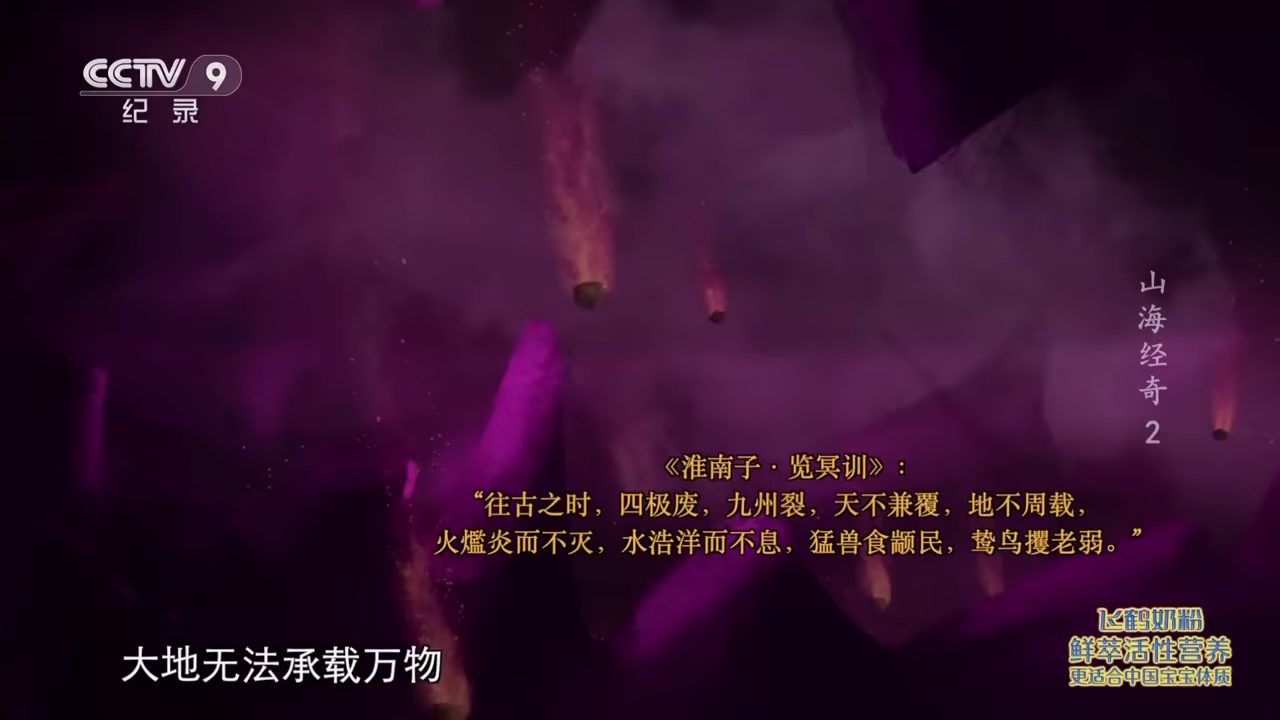 CCTV 9
纪 录
山海经奇 2
《淮南子·览冥训》：
“往古之时，四极废，九州裂，天不兼覆，地不周载，
火爁炎而不灭，水浩洋而不息，猛兽食颛民，鸷鸟攫老弱。”
大地无法承载万物
飞鹤奶粉
鲜萃活性营养
更适合中国宝宝体质